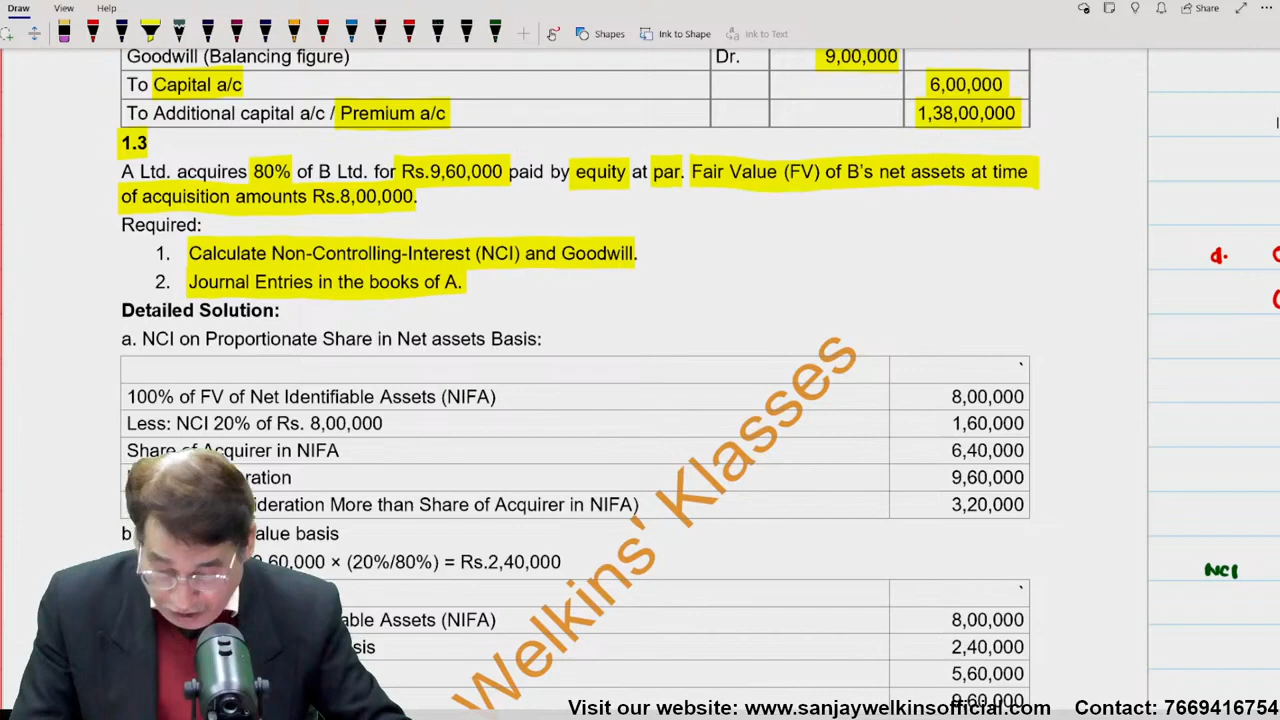 Draw View Help
Share
Shapes Ink to Shape Ink to Text
Goodwill (Balancing figure) Dr. 9,00,000
To Capital a/c 6,00,000
To Additional capital a/c / Premium a/c 1,38,00,000
1.3
A Ltd. acquires 80% of B Ltd. for Rs.9,60,000 paid by equity at par. Fair Value (FV) of B's net assets at time
of acquisition amounts Rs.8,00,000.
Required:
1. Calculate Non-Controlling-Interest (NCI) and Goodwill.
2. Journal Entries in the books of A.
d.
Detailed Solution:
a. NCI on Proportionate Share in Net assets Basis:
`
100% of FV of Net Identifiable Assets (NIFA) 8,00,000
Less: NCI 20% of Rs. 8,00,000 1,60,000
Share of Acquirer in NIFA 6,40,000
9,60,000
More than Share of Acquirer in NIFA) 3,20,000
b basis
60,000 × (20%/80%) = Rs.2,40,000
NCI
`
Assets (NIFA) 8,00,000
2,40,000
5,60,000
9,60,000
Welkins' Klasses
Visit our website: www.sanjaywelkinsofficial.com Contact: 7669416754